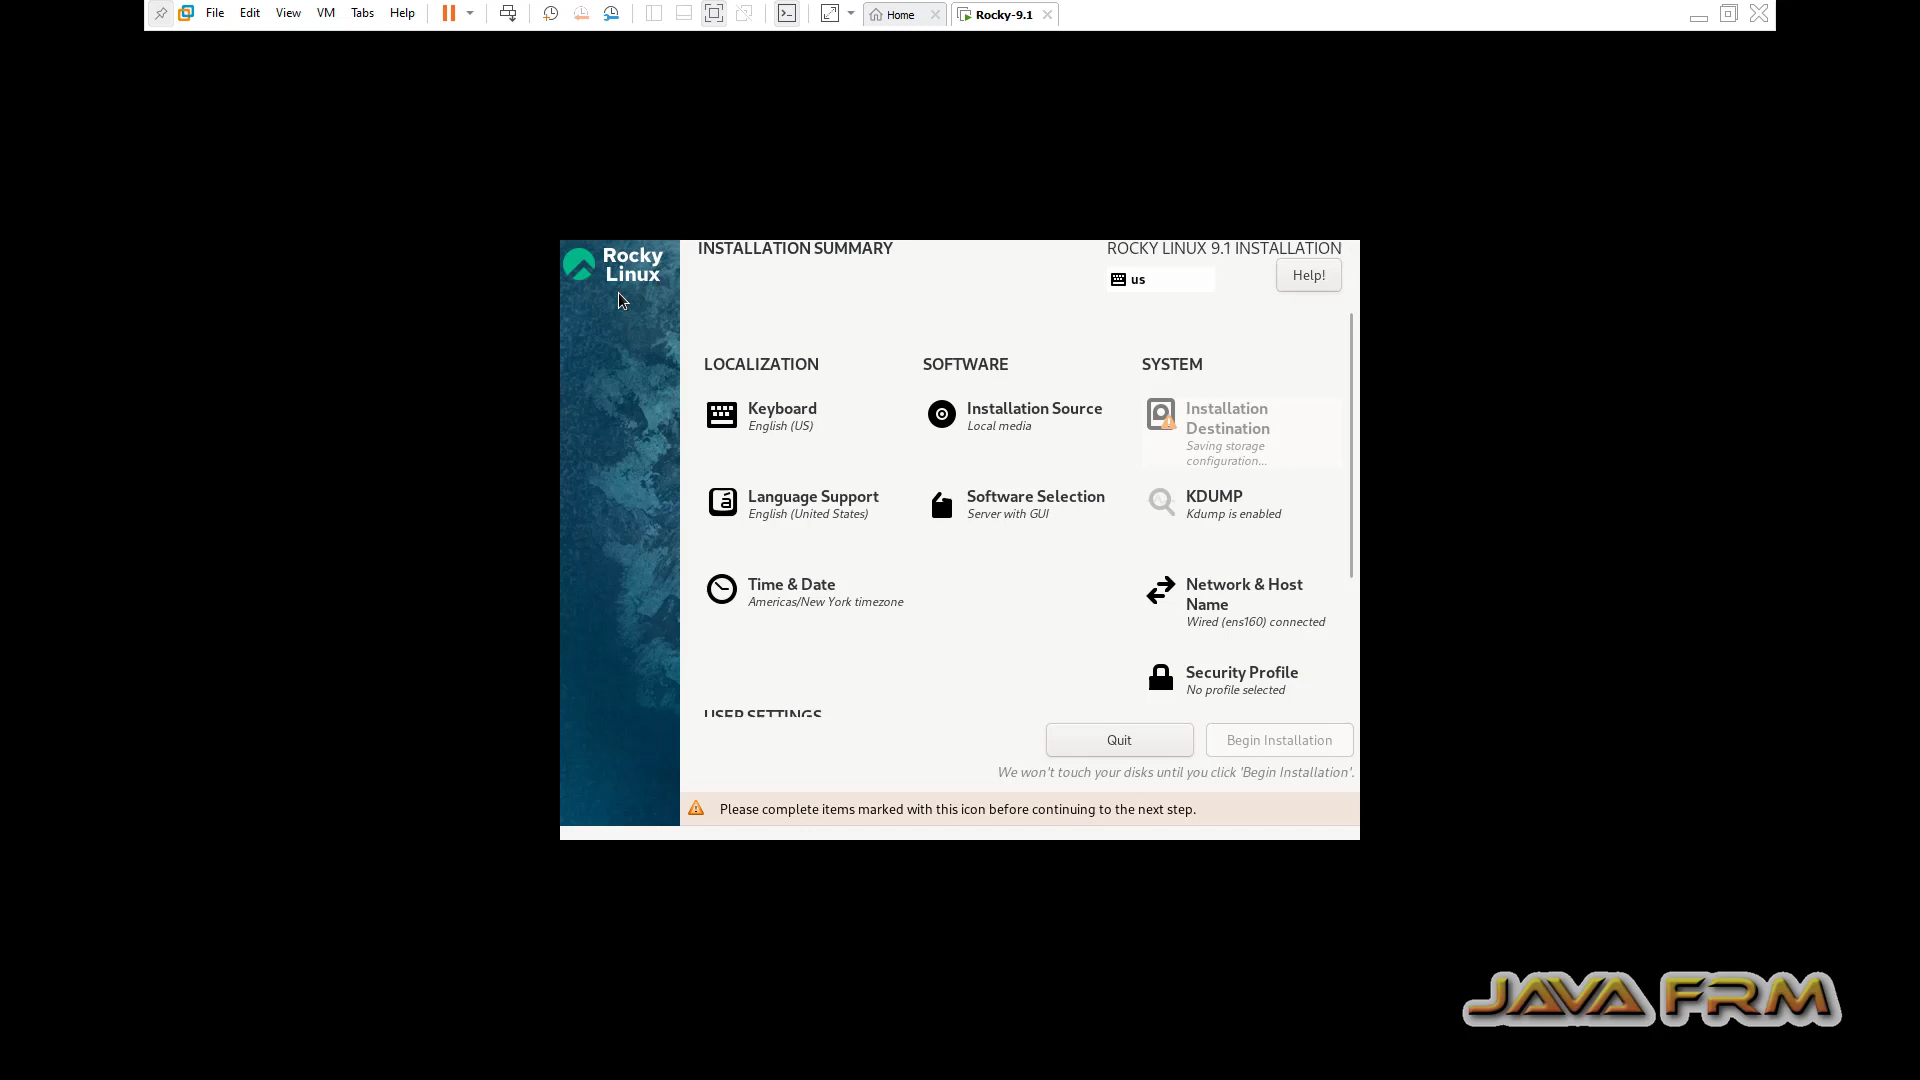 File Edit View VM Tabs Help Home Rocky-9.1
Rocky
Linux
INSTALLATION SUMMARY
ROCKY LINUX 9.1 INSTALLATION
us
Help!
LOCALIZATION
Keyboard
English (US)
Language Support
English (United States)
Time & Date
Americas/New York timezone
SOFTWARE
Installation Source
Local media
Software Selection
Server with GUI
SYSTEM
Installation
Destination
Saving storage
configuration...
KDUMP
Kdump is enabled
Network & Host
Name
Wired (ens160) connected
Security Profile
No profile selected
USER SETTINGS
Quit
Begin Installation
We won't touch your disks until you click 'Begin Installation'.
Please complete items marked with this icon before continuing to the next step.
JAVA FRM